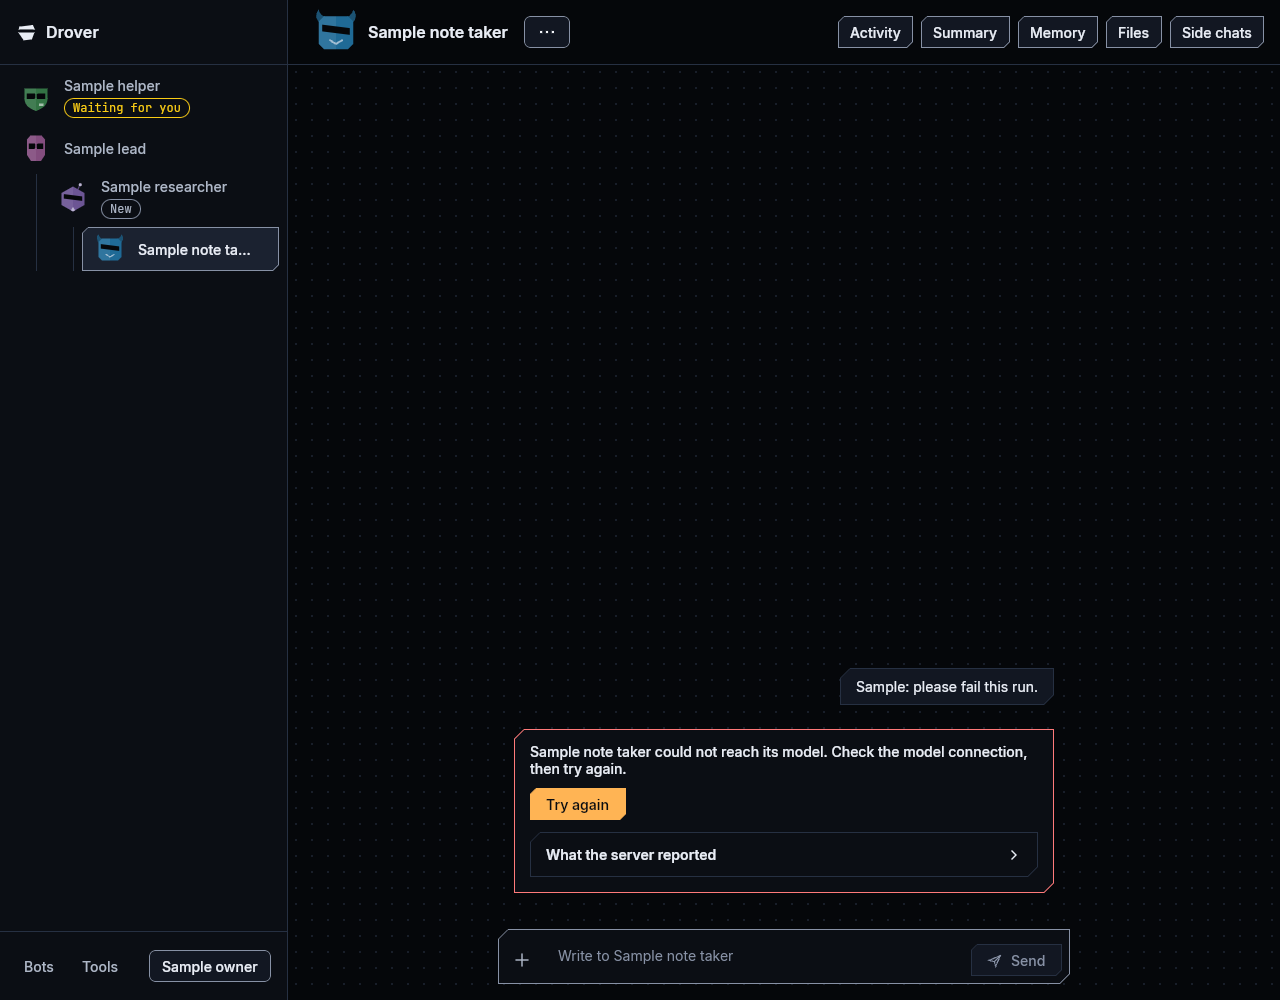 Drover
Sample helper
Waiting for you
Sample lead
Sample researcher
New
Sample note ta...
Bots
Tools
Sample owner
Sample note taker
...
Activity
Summary
Memory
Files
Side chats
Sample: please fail this run.
Sample note taker could not reach its model. Check the model connection,
then try again.
Try again
What the server reported
Write to Sample note taker
Send